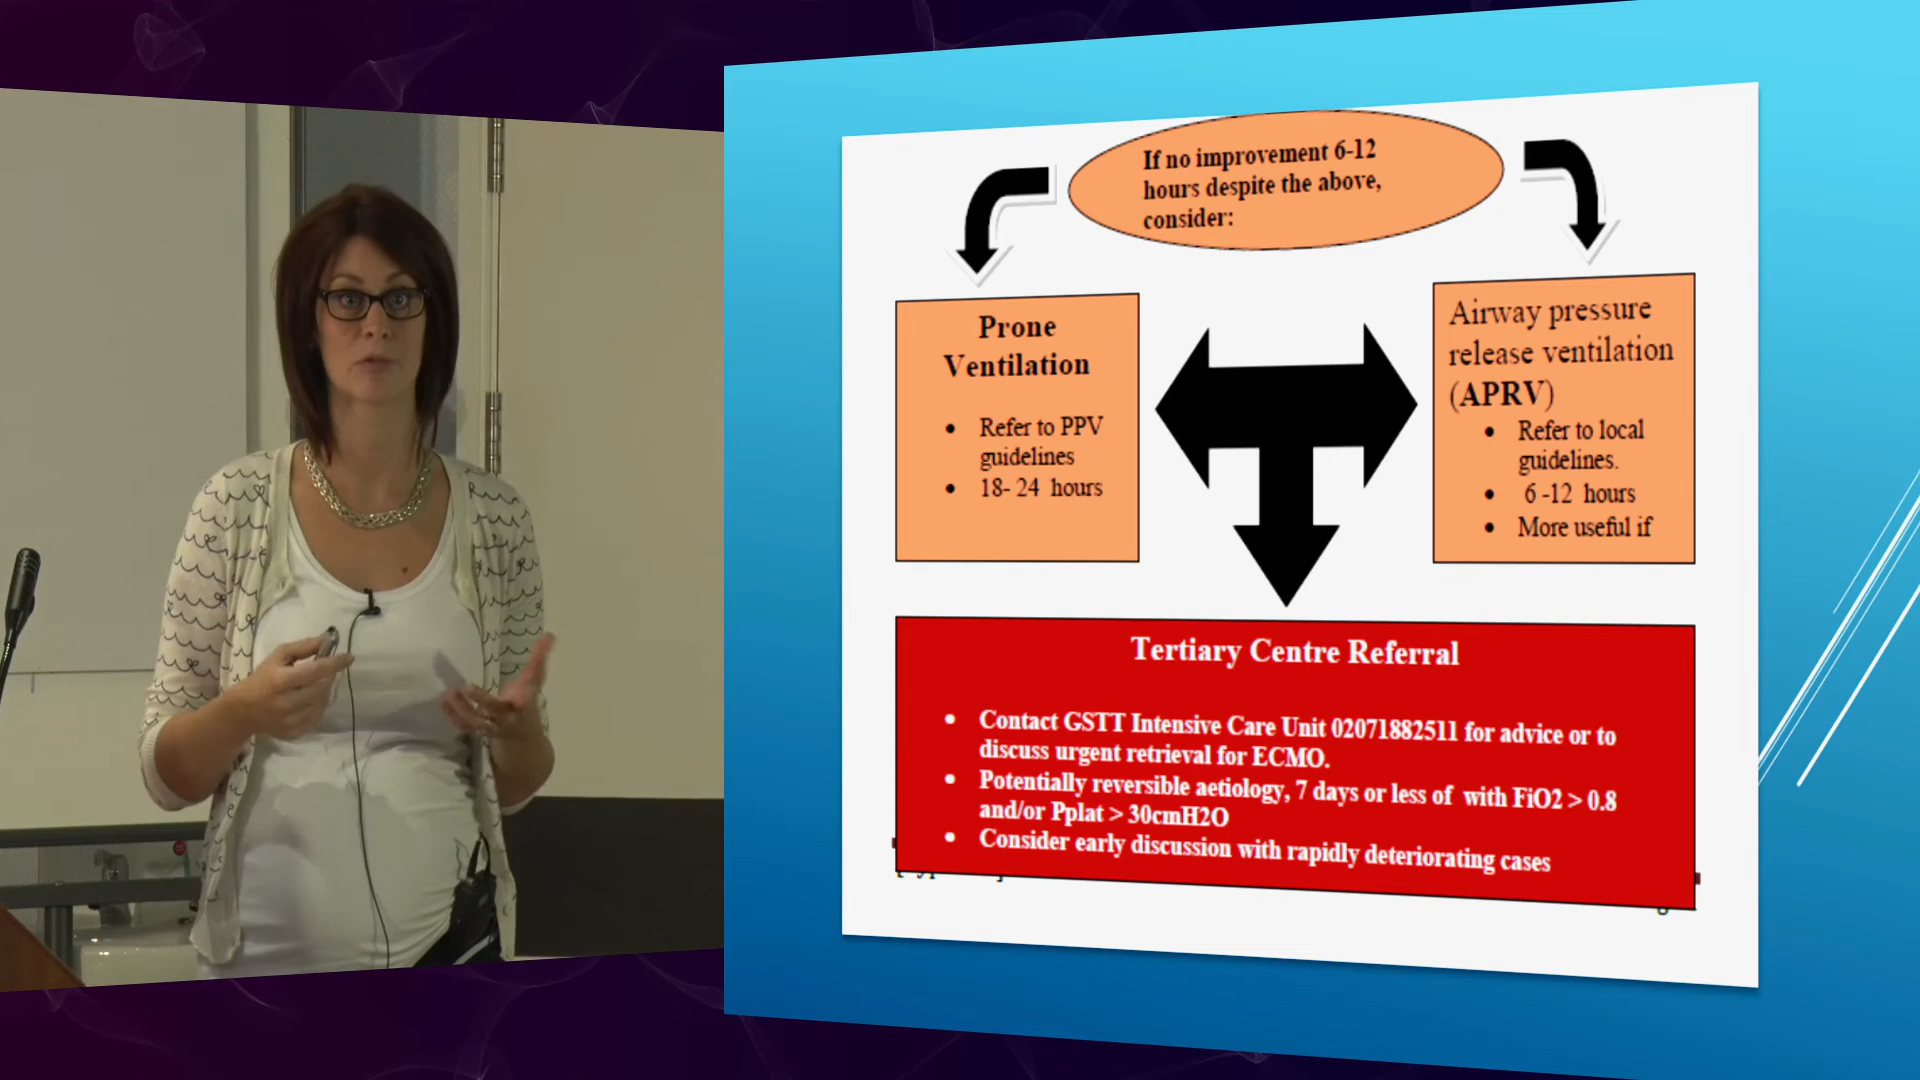 If no improvement 6-12
hours despite the above,
consider:
Prone
Ventilation
• Refer to PPV
guidelines
• 18- 24 hours
Airway pressure
release ventilation
(APRV)
• Refer to local
guidelines.
• 6 -12 hours
• More useful if
Tertiary Centre Referral
• Contact GSTT Intensive Care Unit 02071882511 for advice or to
discuss urgent retrieval for ECMO.
• Potentially reversible aetiology, 7 days or less of with FiO2 > 0.8
and/or Pplat > 30cmH2O
• Consider early discussion with rapidly deteriorating cases